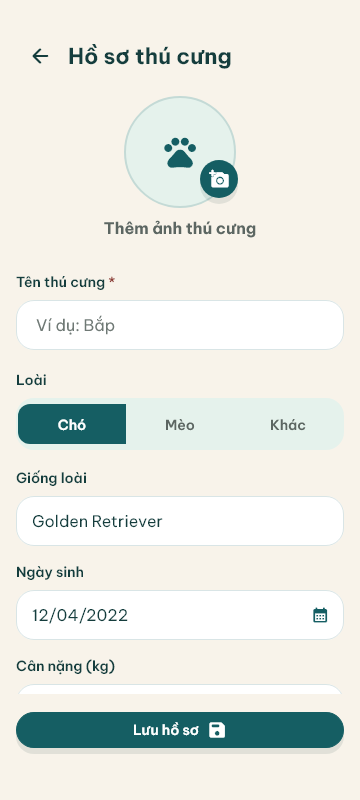 Hồ sơ thú cưng
Thêm ảnh thú cưng
Tên thú cưng *
Ví dụ: Bắp
Loài
Chó Mèo Khác
Giống loài
Golden Retriever
Ngày sinh
12/04/2022
Cân nặng (kg)
Lưu hồ sơ